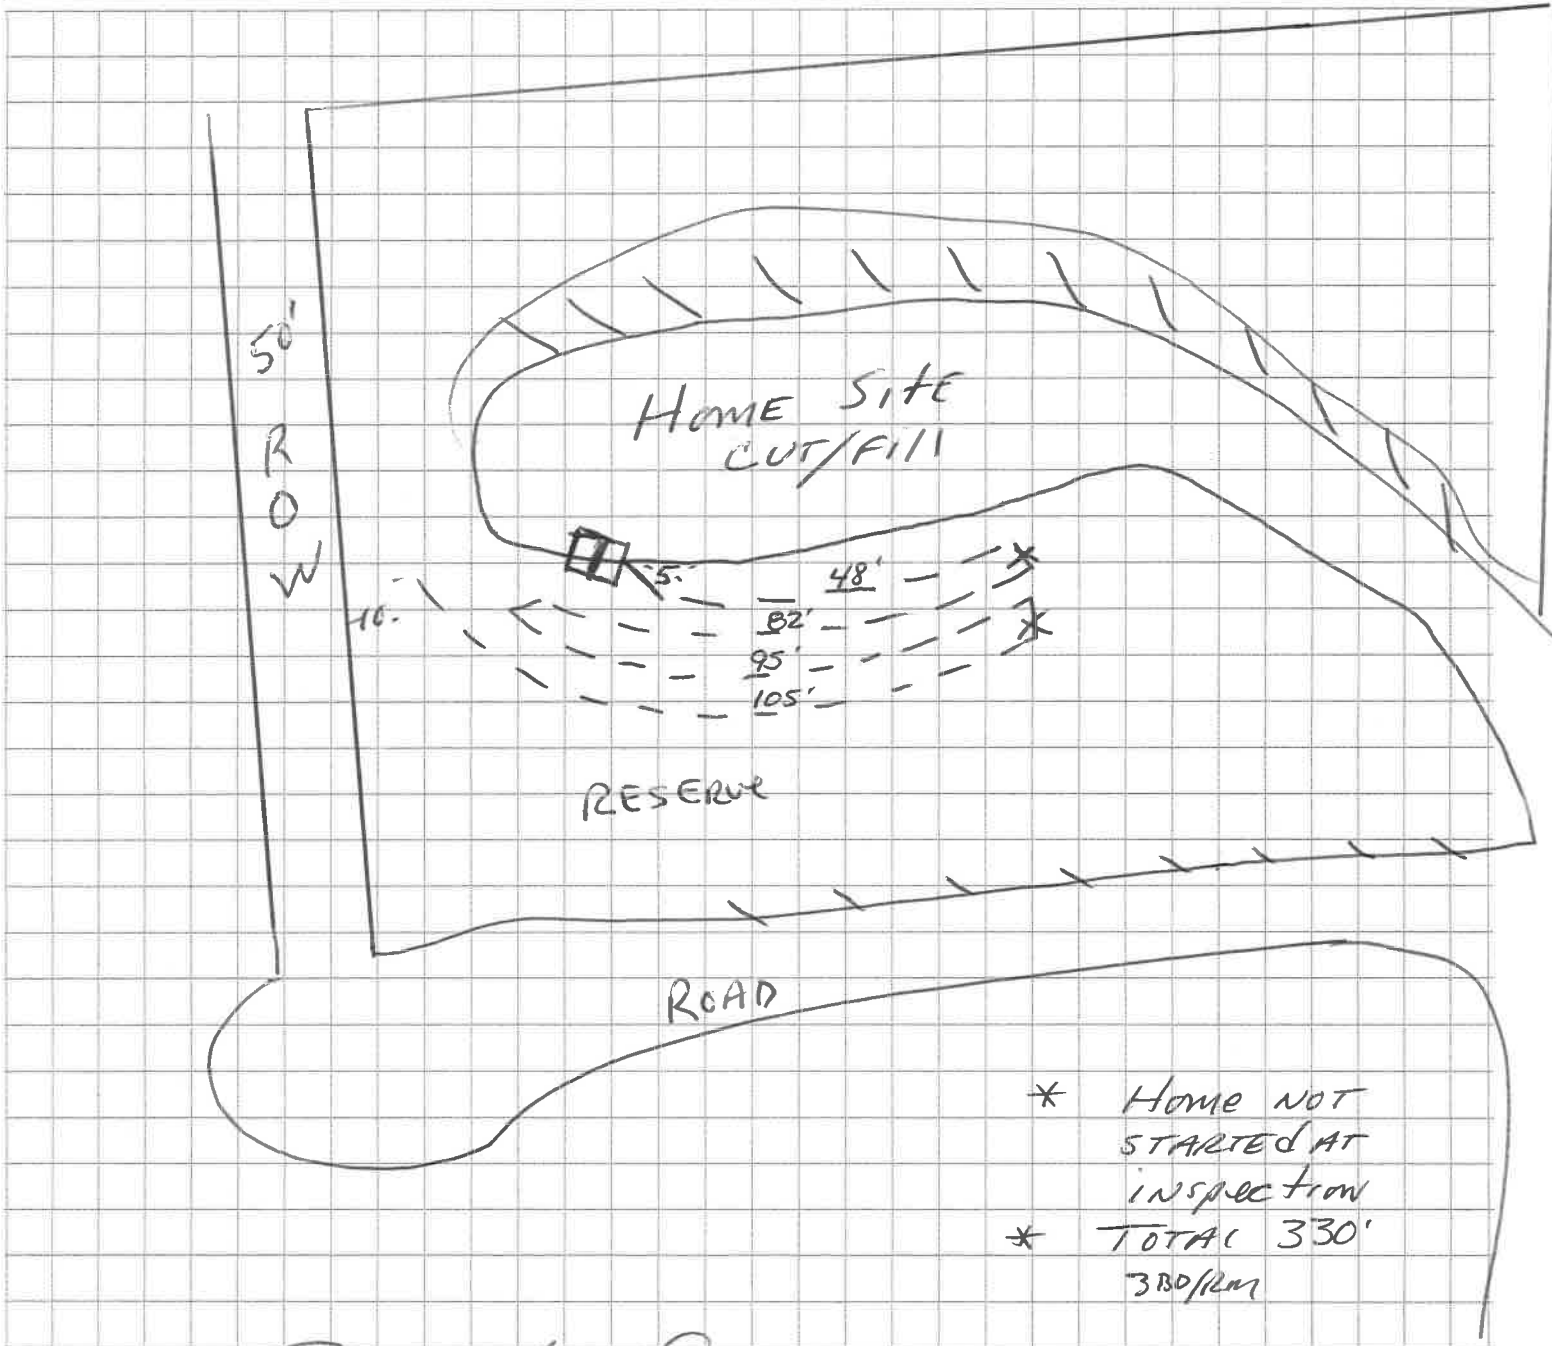 50'
R
O
W
HomE SitE
CUT/Fill
5'
48'
10'
82'
95'
105'
RESERve
ROAD
* Home NOT
STARTEd AT
iNspection
* TOTAL 330'
3BD/RM